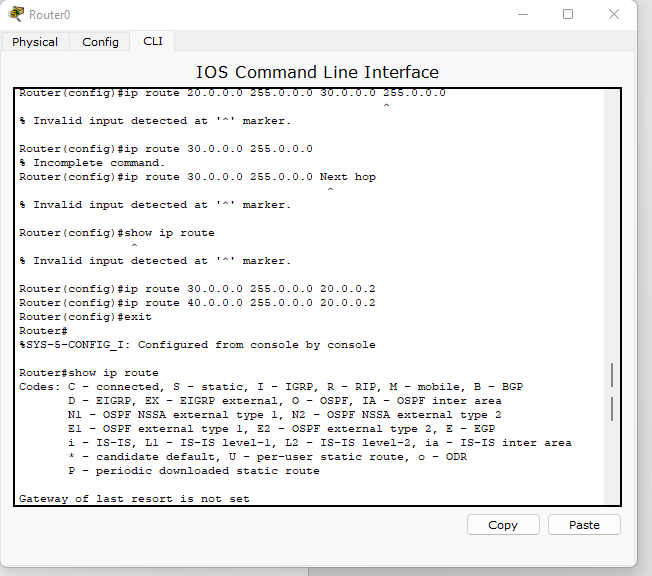 Router0
Physical Config CLI
IOS Command Line Interface
Router(config)#ip route 20.0.0.0 255.0.0.0 30.0.0.0 255.0.0.0
^
% Invalid input detected at '^' marker.
Router(config)#ip route 30.0.0.0 255.0.0.0
% Incomplete command.
Router(config)#ip route 30.0.0.0 255.0.0.0 Next hop
^
% Invalid input detected at '^' marker.
Router(config)#show ip route
^
% Invalid input detected at '^' marker.
Router(config)#ip route 30.0.0.0 255.0.0.0 20.0.0.2
Router(config)#ip route 40.0.0.0 255.0.0.0 20.0.0.2
Router(config)#exit
Router#
%SYS-5-CONFIG_I: Configured from console by console
Router#show ip route
Codes: C - connected, S - static, I - IGRP, R - RIP, M - mobile, B - BGP
D - EIGRP, EX - EIGRP external, O - OSPF, IA - OSPF inter area
N1 - OSPF NSSA external type 1, N2 - OSPF NSSA external type 2
E1 - OSPF external type 1, E2 - OSPF external type 2, E - EGP
i - IS-IS, L1 - IS-IS level-1, L2 - IS-IS level-2, ia - IS-IS inter area
* - candidate default, U - per-user static route, o - ODR
P - periodic downloaded static route
Gateway of last resort is not set
Copy Paste